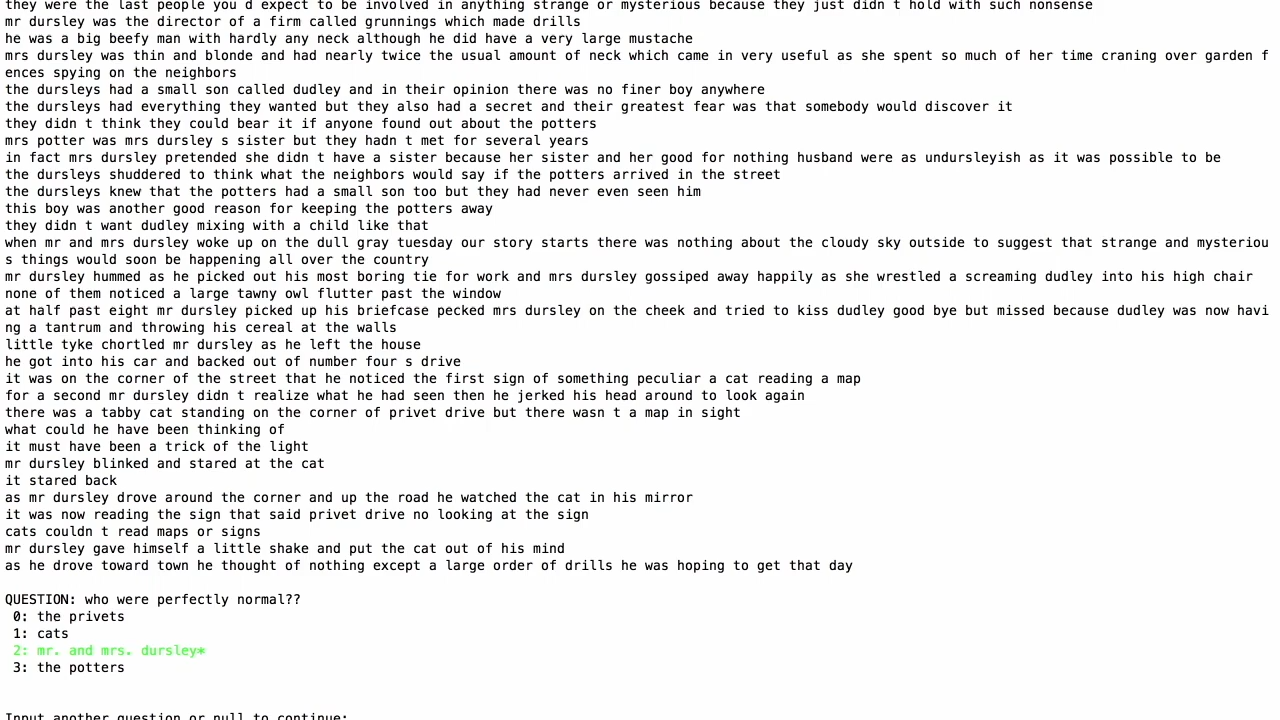 they were the last people you d expect to be involved in anything strange or mysterious because they just didn t hold with such nonsense
mr dursley was the director of a firm called grunnings which made drills
he was a big beefy man with hardly any neck although he did have a very large mustache
mrs dursley was thin and blonde and had nearly twice the usual amount of neck which came in very useful as she spent so much of her time craning over garden f
ences spying on the neighbors
the dursleys had a small son called dudley and in their opinion there was no finer boy anywhere
the dursleys had everything they wanted but they also had a secret and their greatest fear was that somebody would discover it
they didn t think they could bear it if anyone found out about the potters
mrs potter was mrs dursley s sister but they hadn t met for several years
in fact mrs dursley pretended she didn t have a sister because her sister and her good for nothing husband were as undursleyish as it was possible to be
the dursleys shuddered to think what the neighbors would say if the potters arrived in the street
the dursleys knew that the potters had a small son too but they had never even seen him
this boy was another good reason for keeping the potters away
they didn t want dudley mixing with a child like that
when mr and mrs dursley woke up on the dull gray tuesday our story starts there was nothing about the cloudy sky outside to suggest that strange and mysteriou
s things would soon be happening all over the country
mr dursley hummed as he picked out his most boring tie for work and mrs dursley gossiped away happily as she wrestled a screaming dudley into his high chair
none of them noticed a large tawny owl flutter past the window
at half past eight mr dursley picked up his briefcase pecked mrs dursley on the cheek and tried to kiss dudley good bye but missed because dudley was now havi
ng a tantrum and throwing his cereal at the walls
little tyke chortled mr dursley as he left the house
he got into his car and backed out of number four s drive
it was on the corner of the street that he noticed the first sign of something peculiar a cat reading a map
for a second mr dursley didn t realize what he had seen then he jerked his head around to look again
there was a tabby cat standing on the corner of privet drive but there wasn t a map in sight
what could he have been thinking of
it must have been a trick of the light
mr dursley blinked and stared at the cat
it stared back
as mr dursley drove around the corner and up the road he watched the cat in his mirror
it was now reading the sign that said privet drive no looking at the sign
cats couldn t read maps or signs
mr dursley gave himself a little shake and put the cat out of his mind
as he drove toward town he thought of nothing except a large order of drills he was hoping to get that day
QUESTION: who were perfectly normal??
0: the privets
1: cats
2: mr. and mrs. dursley*
3: the potters
Input another question or null to continue: